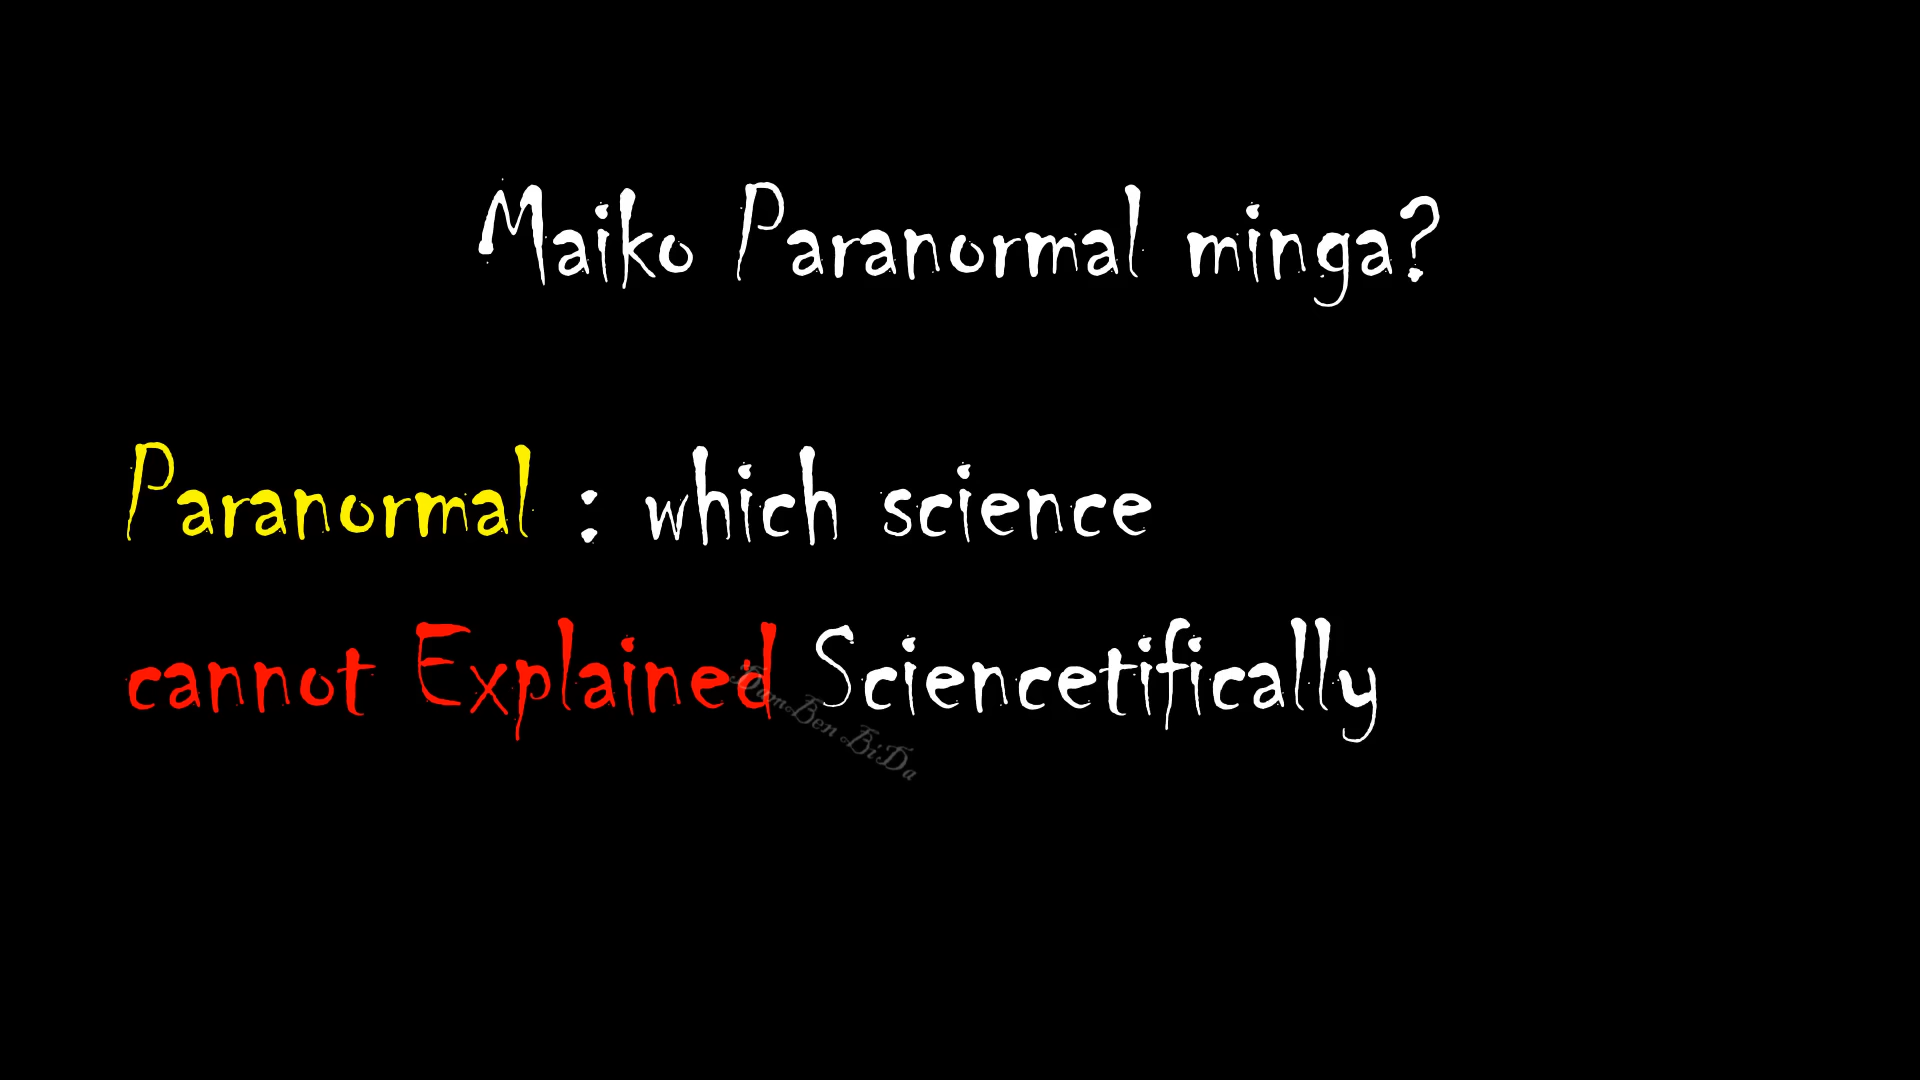 Maiko Paranormal minga?
Paranormal : which science
cannot Explained Sciencetifically